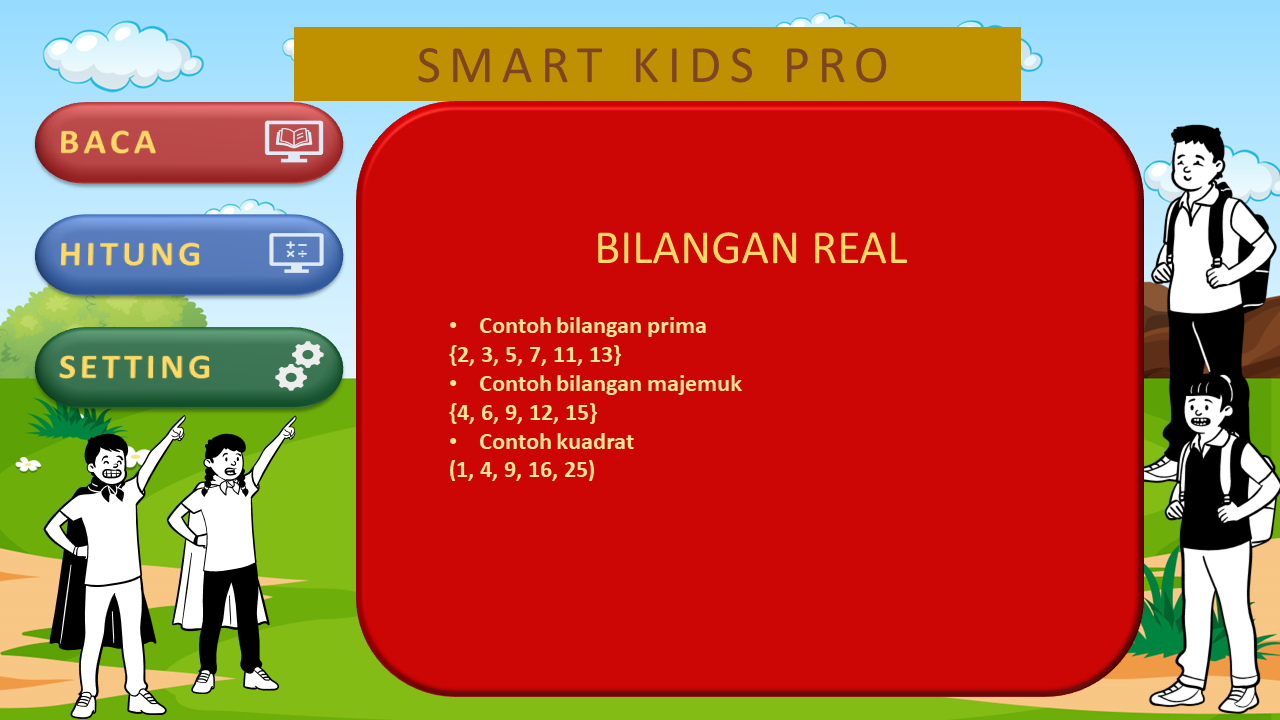 SMART KIDS PRO
BACA
HITUNG
SETTING
BILANGAN REAL
• Contoh bilangan prima
{2, 3, 5, 7, 11, 13}
• Contoh bilangan majemuk
{4, 6, 9, 12, 15}
• Contoh kuadrat
(1, 4, 9, 16, 25)